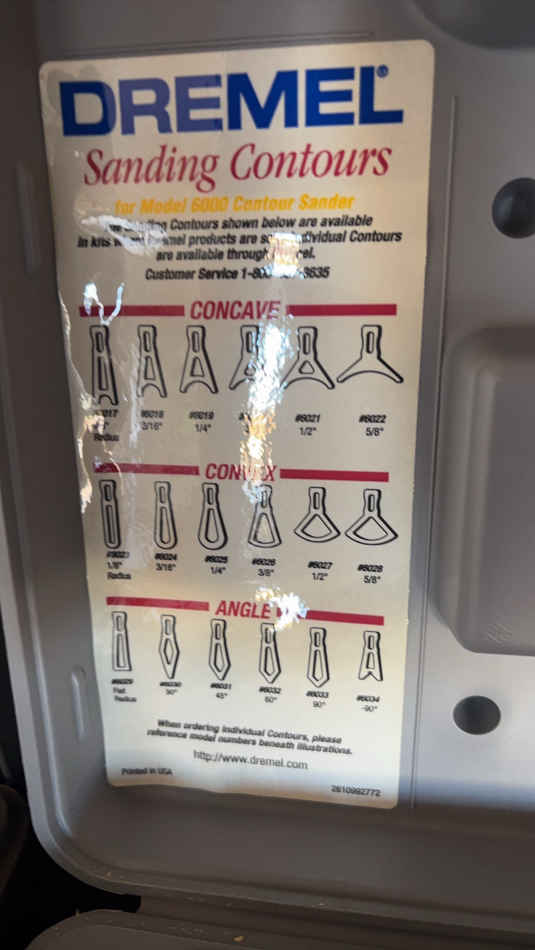 DREMEL®
Sanding Contours
for Model 6000 Contour Sander
Contours shown below are available
in kits products are Individual Contours
are available through
Customer Service 1-800
CONCAVE
#6018 #6019 #6021 #6022
3/16" 1/4" 1/2" 5/8"
Radius
CONVEX
#6023 #6024 #6025 #6026 #6027 #6028
1/8" 3/16" 1/4" 3/8" 1/2" 5/8"
Radius
ANGLE
#6029 #6030 #6031 #6032 #6033 #6034
Flat 30° 45° 60° 90° -90°
Radius
When ordering individual Contours, please
reference model numbers beneath illustrations.
http://www.dremel.com
Printed in USA
2610992772